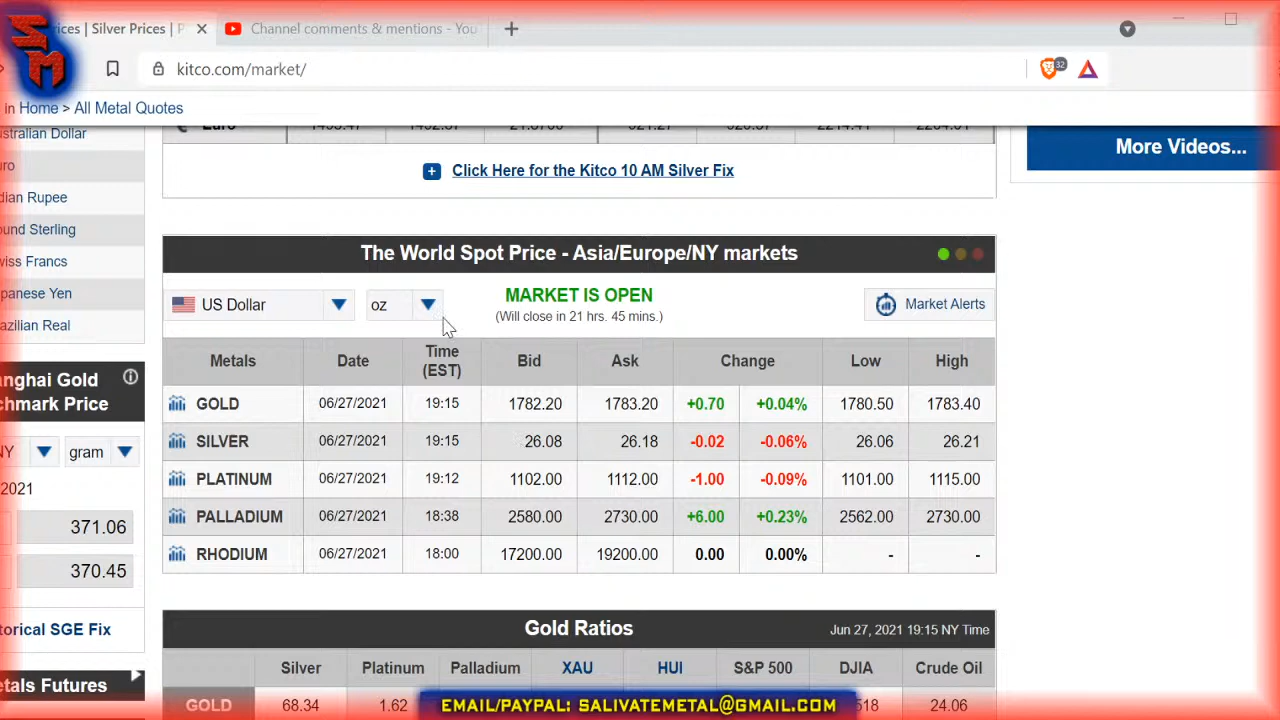 SM
rices | Silver Prices | P
Channel comments & mentions - You
kitco.com/market/
32
in Home > All Metal Quotes
ustralian Dollar
uro
dian Rupee
ound Sterling
wiss Francs
panese Yen
azilian Real
Euro
Click Here for the Kitco 10 AM Silver Fix
More Videos...
The World Spot Price - Asia/Europe/NY markets
US Dollar oz MARKET IS OPEN Market Alerts
(Will close in 21 hrs. 45 mins.)
Metals Date Time (EST) Bid Ask Change Low High
GOLD 06/27/2021 19:15 1782.20 1783.20 +0.70 +0.04% 1780.50 1783.40
SILVER 06/27/2021 19:15 26.08 26.18 -0.02 -0.06% 26.06 26.21
PLATINUM 06/27/2021 19:12 1102.00 1112.00 -1.00 -0.09% 1101.00 1115.00
PALLADIUM 06/27/2021 18:38 2580.00 2730.00 +6.00 +0.23% 2562.00 2730.00
RHODIUM 06/27/2021 18:00 17200.00 19200.00 0.00 0.00% - -
anghai Gold
chmark Price
NY gram
2021
371.06
370.45
torical SGE Fix
etals Futures
Gold Ratios Jun 27, 2021 19:15 NY Time
Silver Platinum Palladium XAU HUI S&P 500 DJIA Crude Oil
GOLD 68.34 1.62 518 24.06
EMAIL/PAYPAL: SALIVATEMETAL@GMAIL.COM